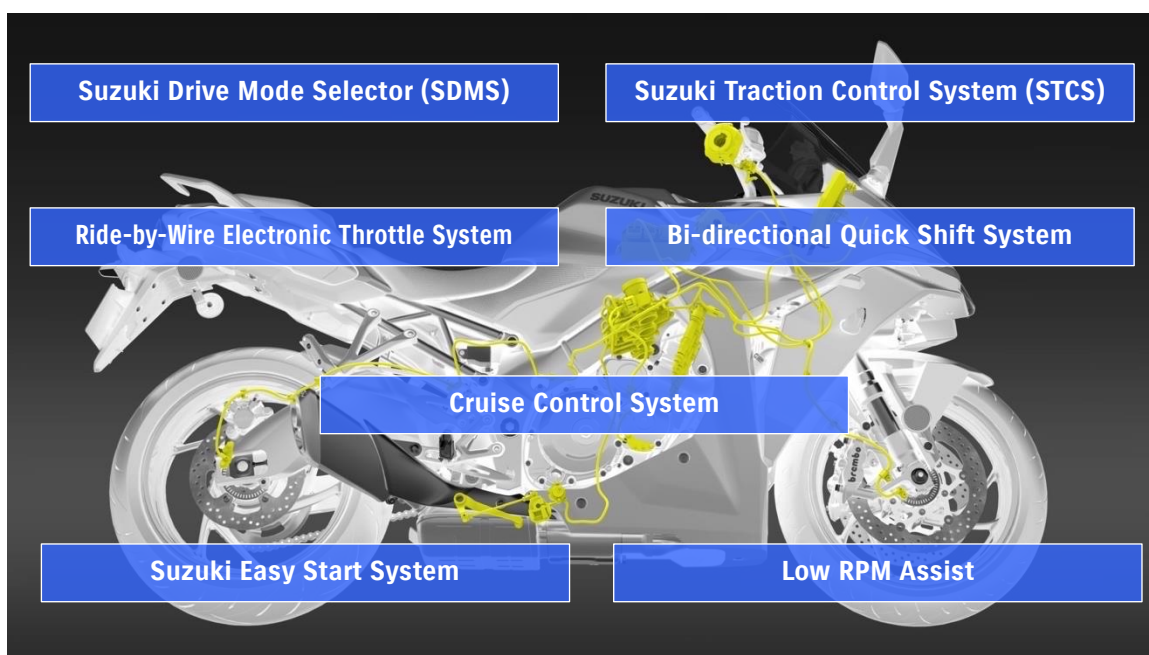 Suzuki Drive Mode Selector (SDMS)
Suzuki Traction Control System (STCS)
SUZUKI
Ride-by-Wire Electronic Throttle System
Bi-directional Quick Shift System
Cruise Control System
brembo
Suzuki Easy Start System
Low RPM Assist